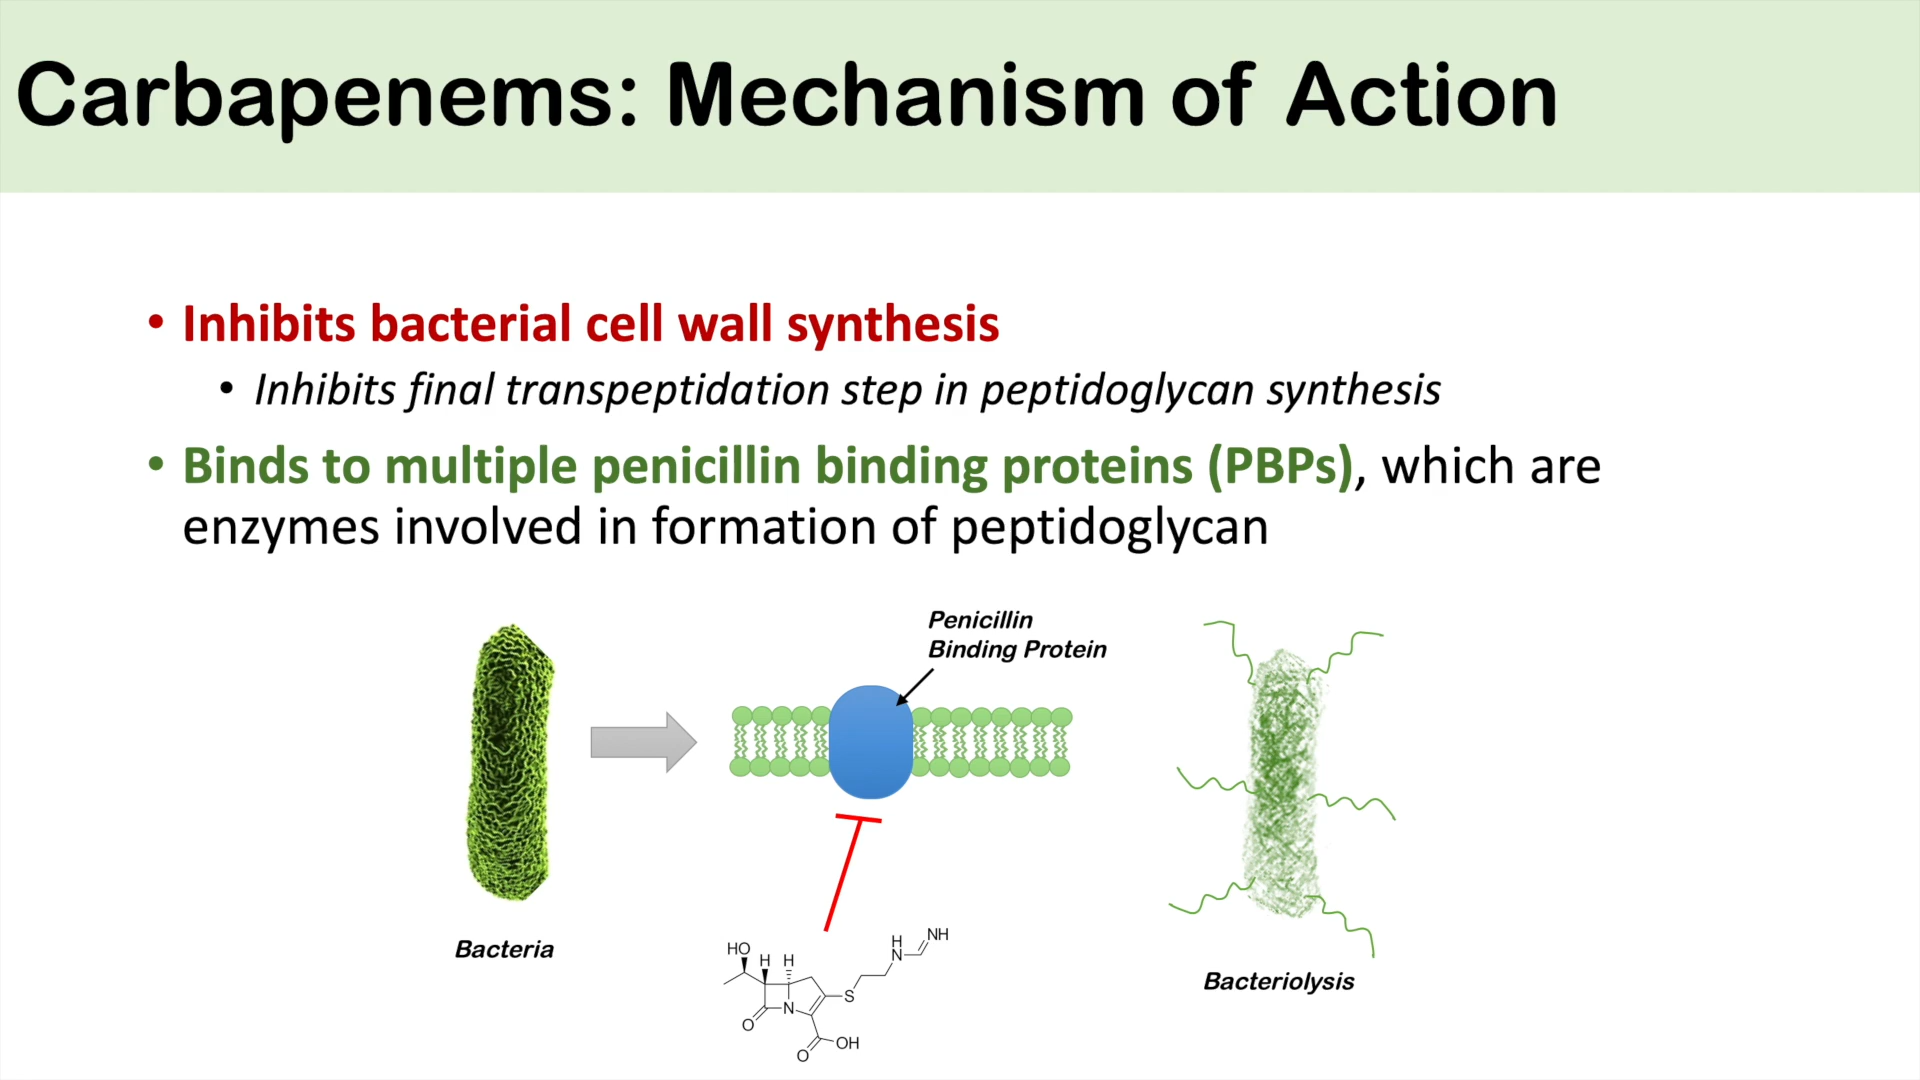 Carbapenems: Mechanism of Action
• Inhibits bacterial cell wall synthesis
• Inhibits final transpeptidation step in peptidoglycan synthesis
• Binds to multiple penicillin binding proteins (PBPs), which are
enzymes involved in formation of peptidoglycan
Penicillin
Binding Protein
Bacteria
HO
H
H
H
N
NH
S
N
O
O
OH
Bacteriolysis